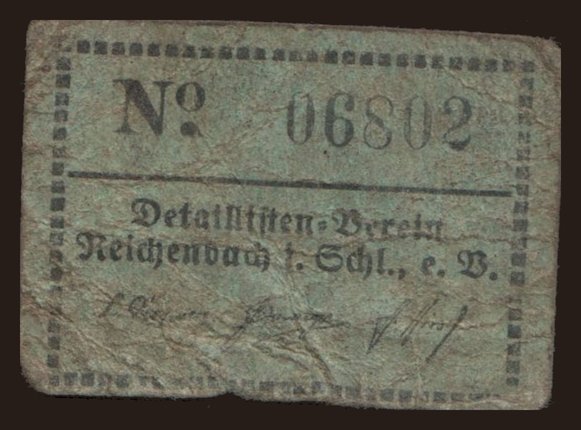 No. 06802
Detaillisten-Verein
Reichenbach i. Schl., e. V.